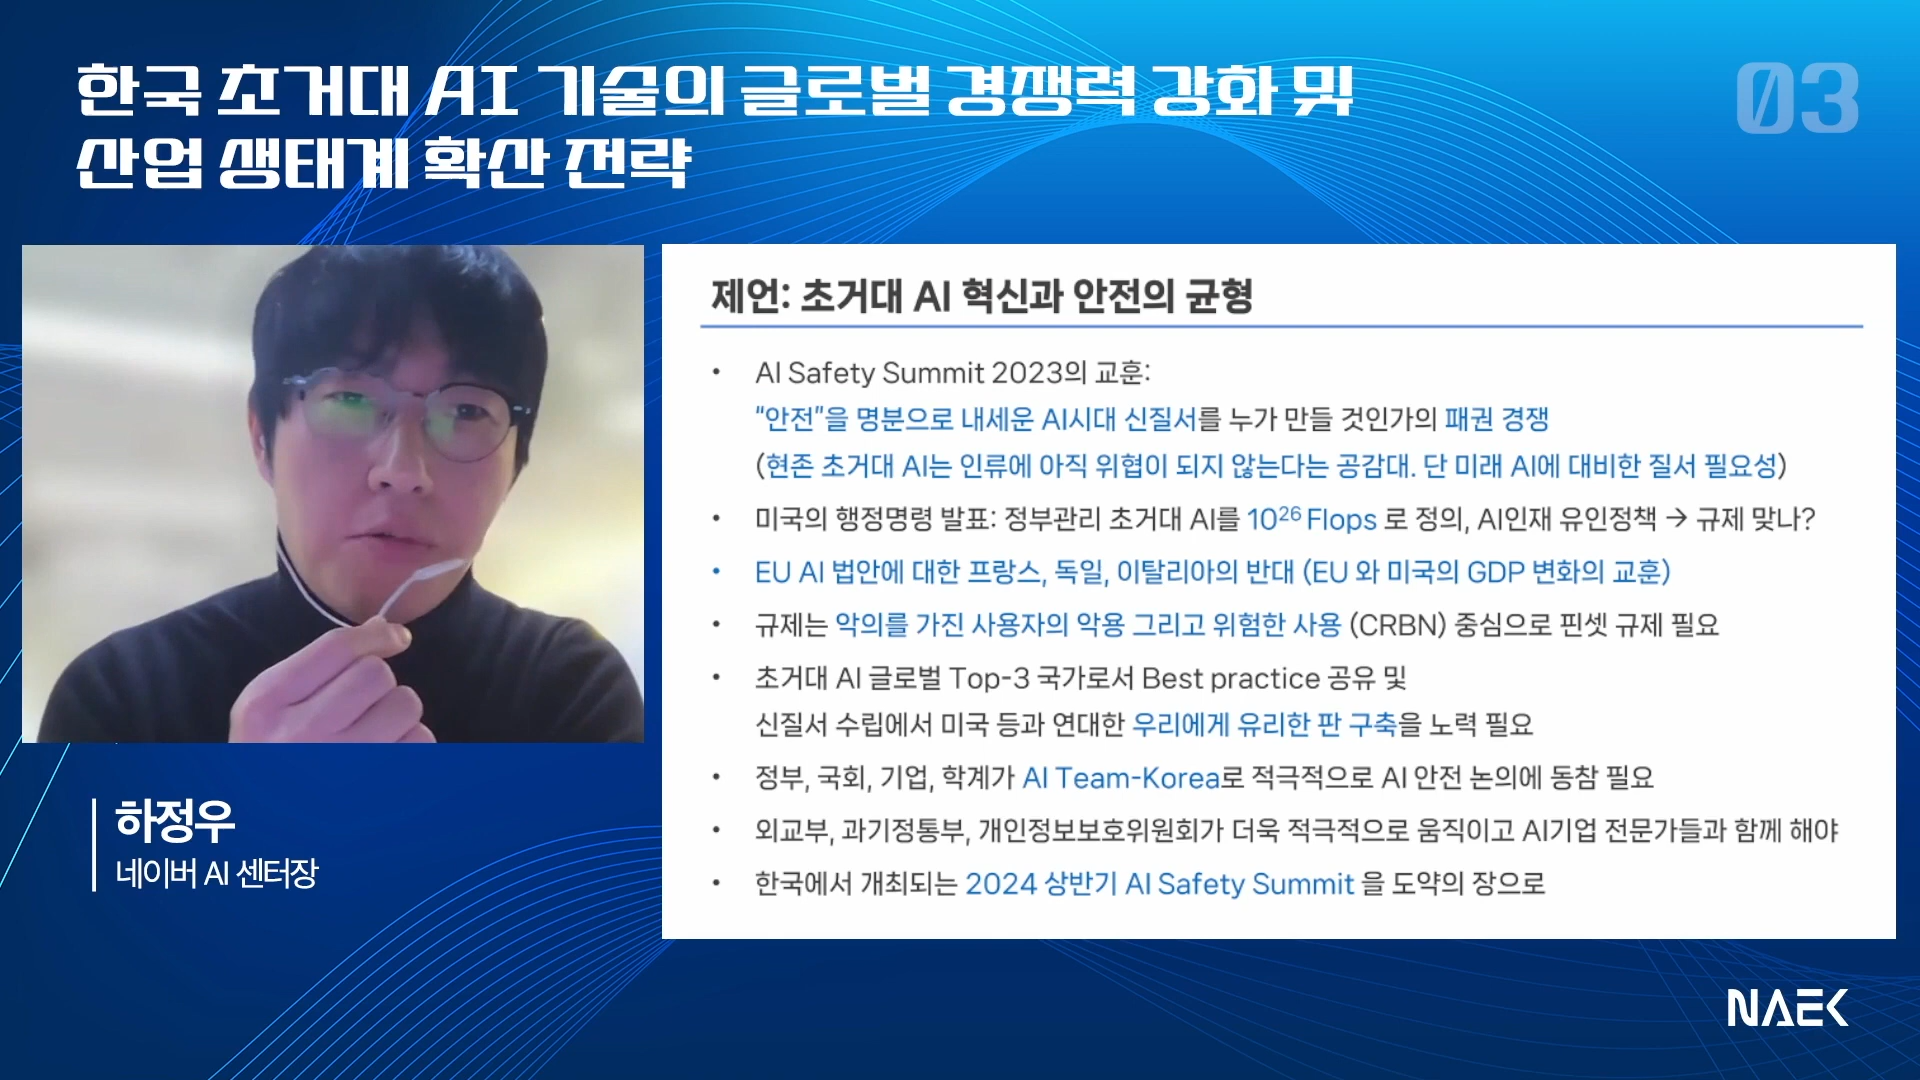 한국 초거대 AI 기술의 글로벌 경쟁력 강화 및
산업 생태계 확산 전략
03
제언: 초거대 AI 혁신과 안전의 균형
• AI Safety Summit 2023의 교훈:
“안전”을 명분으로 내세운 AI시대 신질서를 누가 만들 것인가의 패권 경쟁
(현존 초거대 AI는 인류에 아직 위협이 되지 않는다는 공감대. 단 미래 AI에 대비한 질서 필요성)
• 미국의 행정명령 발표: 정부관리 초거대 AI를 10²⁶ Flops 로 정의, AI인재 유인정책 → 규제 맞나?
• EU AI 법안에 대한 프랑스, 독일, 이탈리아의 반대 (EU 와 미국의 GDP 변화의 교훈)
• 규제는 악의를 가진 사용자의 악용 그리고 위험한 사용 (CRBN) 중심으로 핀셋 규제 필요
• 초거대 AI 글로벌 Top-3 국가로서 Best practice 공유 및
신질서 수립에서 미국 등과 연대한 우리에게 유리한 판 구축을 노력 필요
• 정부, 국회, 기업, 학계가 AI Team-Korea로 적극적으로 AI 안전 논의에 동참 필요
• 외교부, 과기정통부, 개인정보보호위원회가 더욱 적극적으로 움직이고 AI기업 전문가들과 함께 해야
• 한국에서 개최되는 2024 상반기 AI Safety Summit 을 도약의 장으로
하정우
네이버 AI 센터장
NAEK